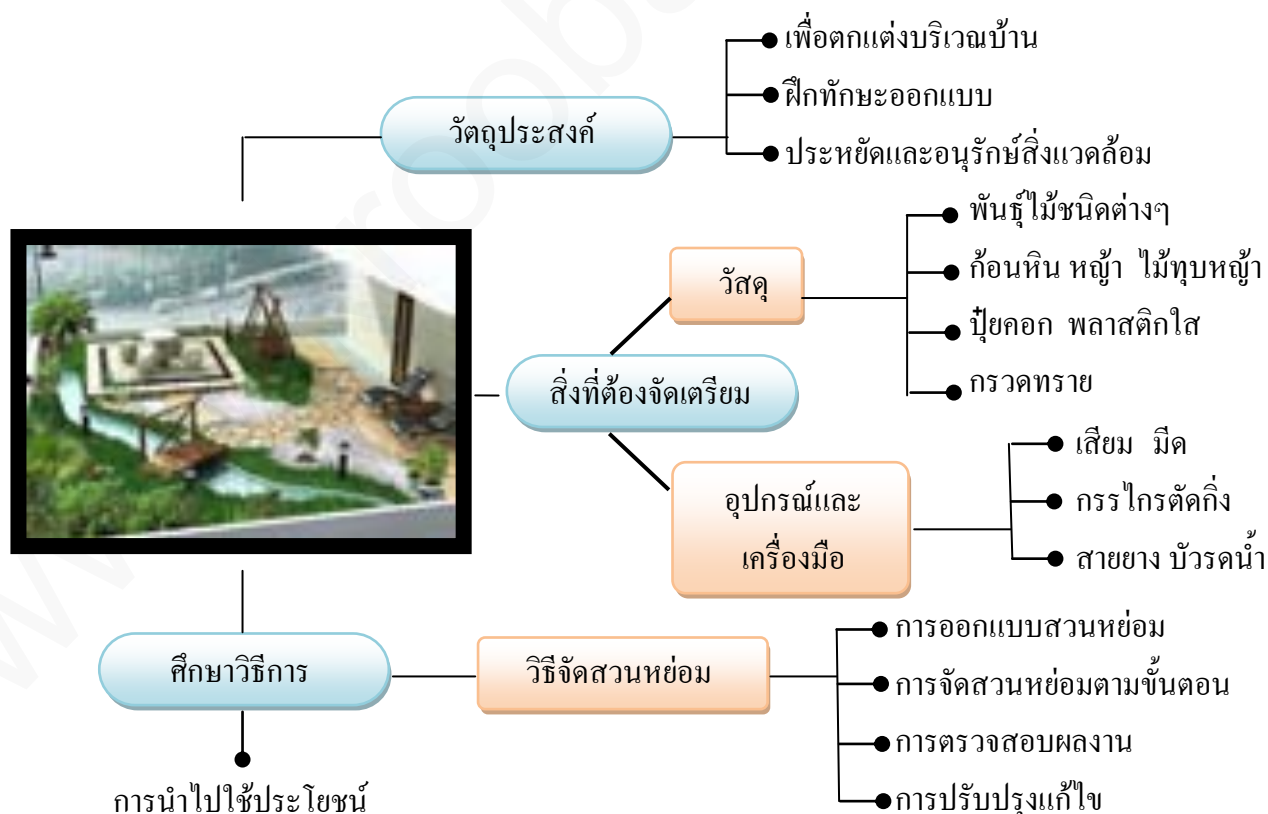 เพื่อตกแต่งบริเวณบ้าน
ฝึกทักษะออกแบบ
วัตถุประสงค์
ประหยัดและอนุรักษ์สิ่งแวดล้อม
พันธุ์ไม้ชนิดต่างๆ
วัสดุ
ก้อนหิน หญ้า ไม้ทุบหญ้า
ปุ๋ยคอก พลาสติกใส
กรวดทราย
สิ่งที่ต้องจัดเตรียม
เสียม มีด
อุปกรณ์และ
เครื่องมือ
กรรไกรตัดกิ่ง
สายยาง บัวรดน้ำ
ศึกษาวิธีการ
วิธีจัดสวนหย่อม
การออกแบบสวนหย่อม
การจัดสวนหย่อมตามขั้นตอน
การตรวจสอบผลงาน
การปรับปรุงแก้ไข
การนำไปใช้ประโยชน์